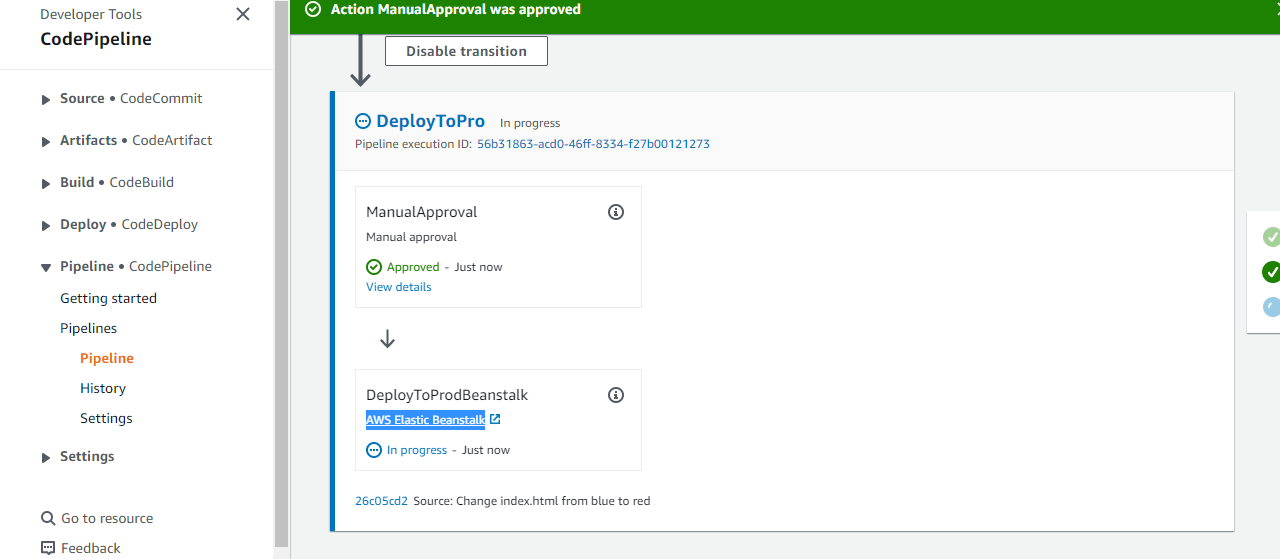 Developer Tools
CodePipeline
Source • CodeCommit
Artifacts • CodeArtifact
Build • CodeBuild
Deploy • CodeDeploy
Pipeline • CodePipeline
Getting started
Pipelines
Pipeline
History
Settings
Settings
Go to resource
Feedback
Action ManualApproval was approved
Disable transition
DeployToPro In progress
Pipeline execution ID: 56b31863-acd0-46ff-8334-f27b00121273
ManualApproval
Manual approval
Approved - Just now
View details
DeployToProdBeanstalk
AWS Elastic Beanstalk
In progress - Just now
26c05cd2 Source: Change index.html from blue to red